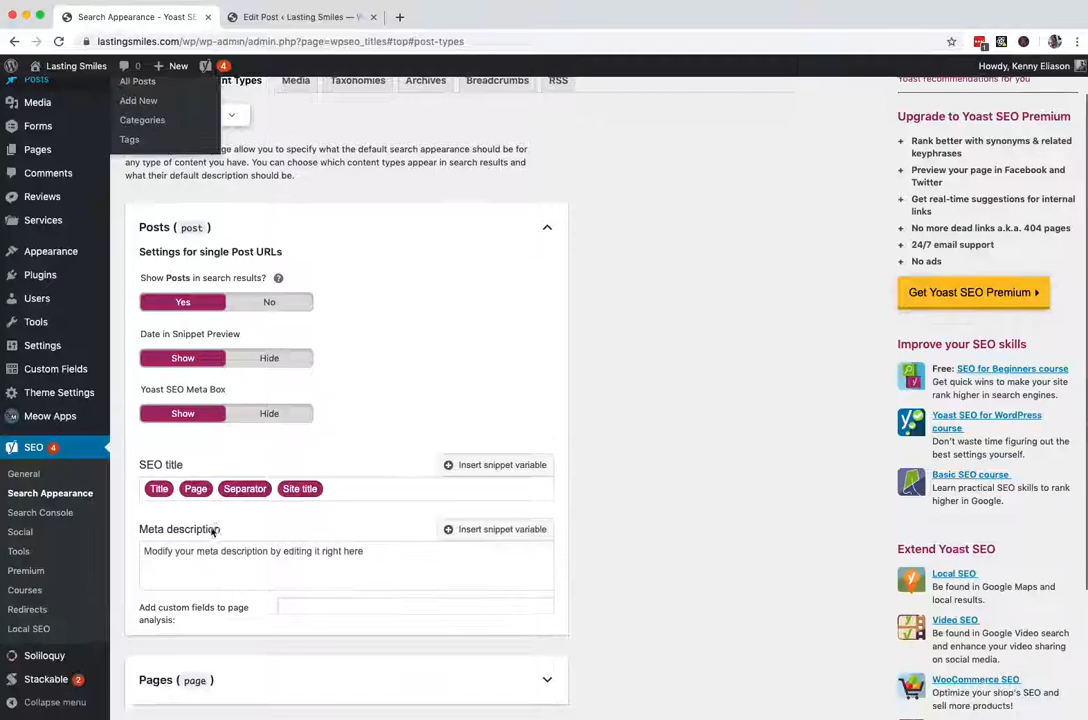 Search Appearance - Yoast SE
Edit Post ‹ Lasting Smiles — W
lastingsmiles.com/wp/wp-admin/admin.php?page=wpseo_titles#top#post-types
Lasting Smiles
0
New
4
Howdy, Kenny Eliason
Posts
Media
Forms
Pages
Comments
Reviews
Services
Appearance
Plugins
Users
Tools
Settings
Custom Fields
Theme Settings
Meow Apps
SEO 4
General
Search Appearance
Search Console
Social
Tools
Premium
Courses
Redirects
Local SEO
Soliloquy
Stackable 2
Collapse menu
All Posts
Add New
Categories
Tags
nt Types
Media
Taxonomies
Archives
Breadcrumbs
RSS
ge allow you to specify what the default search appearance should be for
any type of content you have. You can choose which content types appear in search results and
what their default description should be.
Posts ( post )
Settings for single Post URLs
Show Posts in search results? ?
Yes No
Date in Snippet Preview
Show Hide
Yoast SEO Meta Box
Show Hide
SEO title
Insert snippet variable
Title Page Separator Site title
Meta description
Insert snippet variable
Modify your meta description by editing it right here
Add custom fields to page
analysis:
Pages ( page )
Yoast recommendations for you
Upgrade to Yoast SEO Premium
+ Rank better with synonyms & related
keyphrases
+ Preview your page in Facebook and
Twitter
+ Get real-time suggestions for internal
links
+ No more dead links a.k.a. 404 pages
+ 24/7 email support
+ No ads
Get Yoast SEO Premium
Improve your SEO skills
Free: SEO for Beginners course
Get quick wins to make your site
rank higher in search engines.
Yoast SEO for WordPress
course
Don't waste time figuring out the
best settings yourself.
Basic SEO course
Learn practical SEO skills to rank
higher in Google.
Extend Yoast SEO
Local SEO
Be found in Google Maps and
local results.
Video SEO
Be found in Google Video search
and enhance your video sharing
on social media.
WooCommerce SEO
Optimize your shop's SEO and
sell more products!